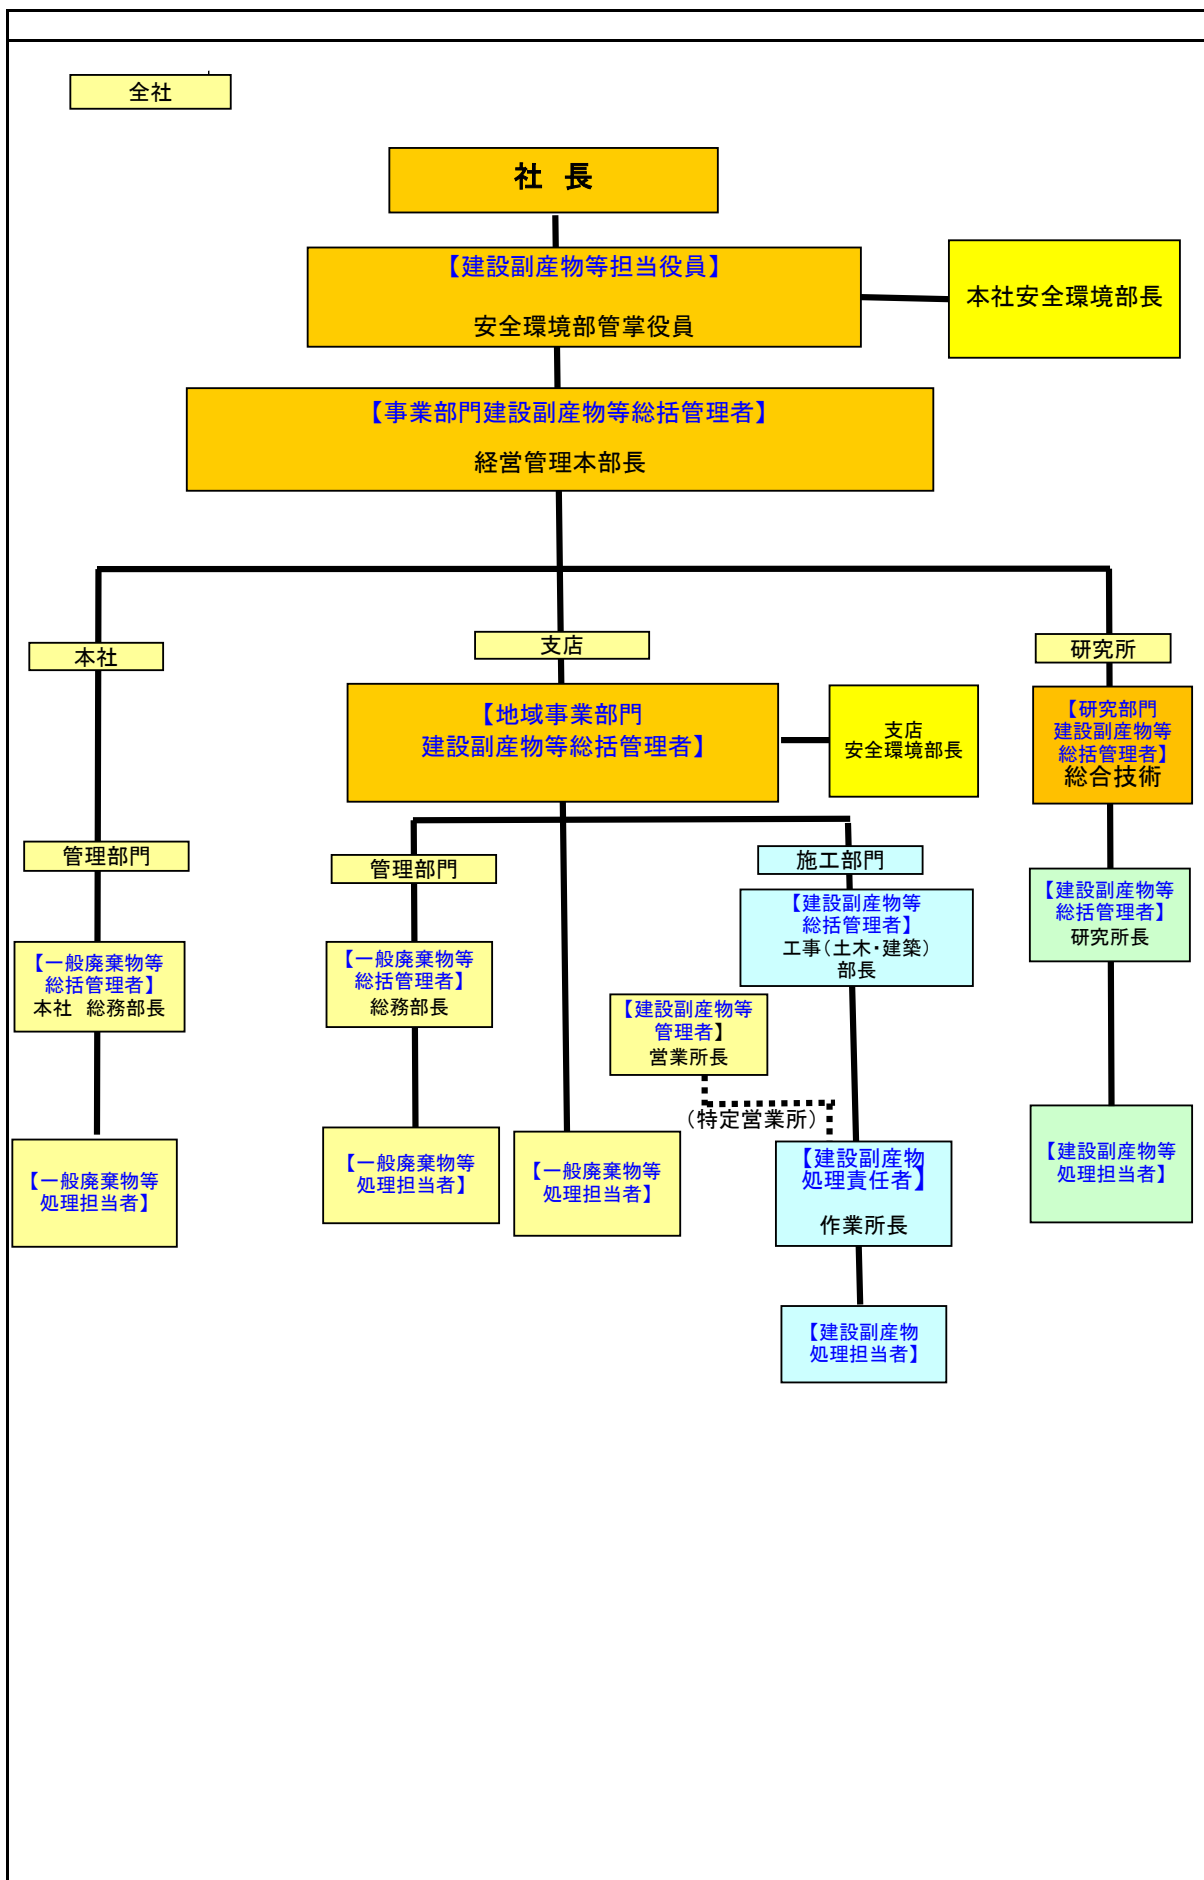 全社
社　長
【建設副産物等担当役員】
安全環境部管掌役員
本社安全環境部長
【事業部門建設副産物等総括管理者】
経営管理本部長
本社
支店
研究所
【地域事業部門
建設副産物等総括管理者】
支店
安全環境部長
【研究部門
建設副産物等
総括管理者】
総合技術
管理部門
管理部門
施工部門
【一般廃棄物等
総括管理者】
本社　総務部長
【一般廃棄物等
総括管理者】
総務部長
【建設副産物等
総括管理者】
工事（土木・建築）
部長
【建設副産物等
総括管理者】
研究所長
【建設副産物等
管理者】
営業所長
（特定営業所）
【一般廃棄物等
処理担当者】
【一般廃棄物等
処理担当者】
【一般廃棄物等
処理担当者】
【建設副産物
処理責任者】
作業所長
【建設副産物等
処理担当者】
【建設副産物
処理担当者】